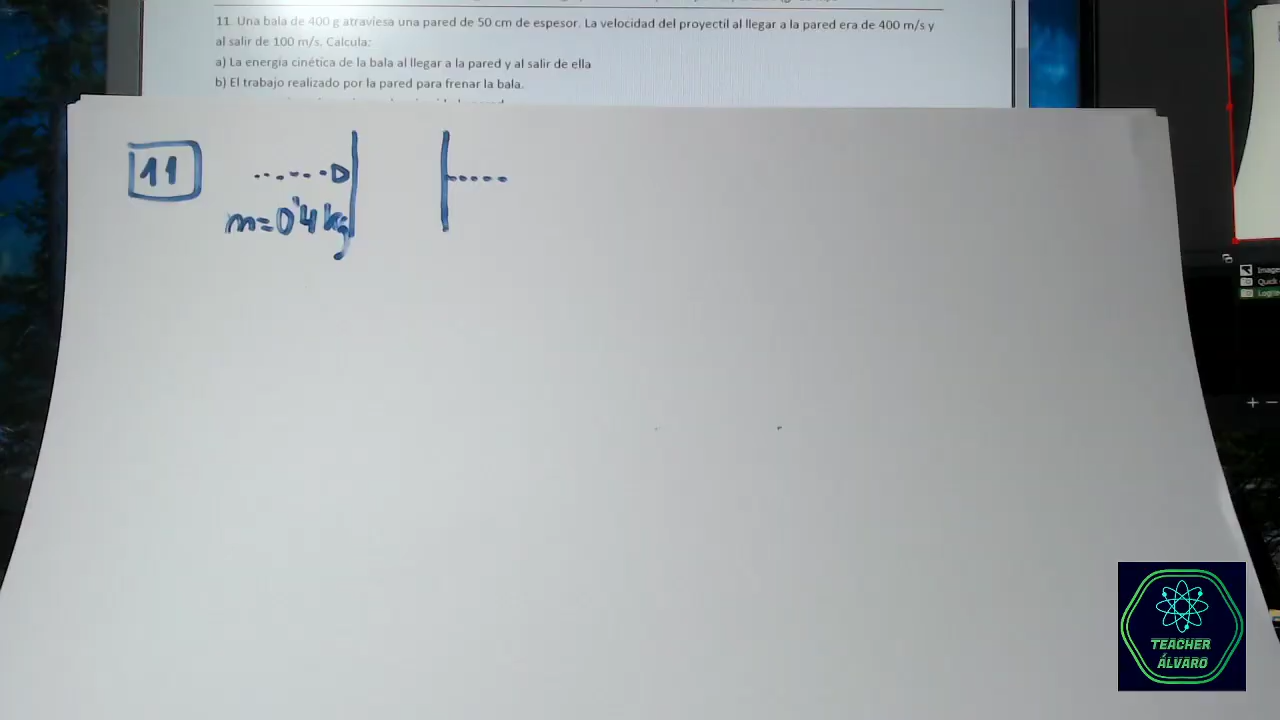 11. Una bala de 400 g atraviesa una pared de 50 cm de espesor. La velocidad del proyectil al llegar a la pared era de 400 m/s y
al salir de 100 m/s. Calcula:
a) La energía cinética de la bala al llegar a la pared y al salir de ella
b) El trabajo realizado por la pared para frenar la bala.
11
m=0'4 kg
TEACHER
ÁLVARO